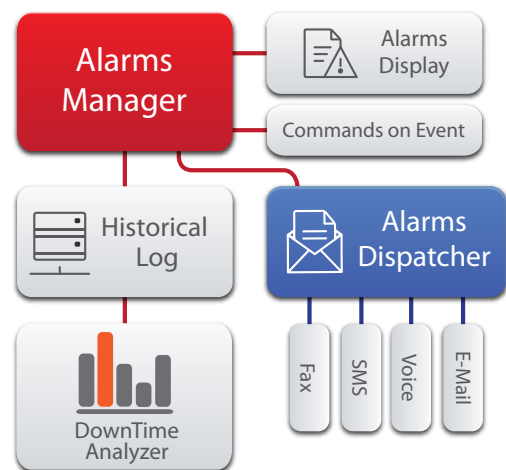 Alarms
Manager
Alarms
Display
Commands on Event
Historical
Log
Alarms
Dispatcher
Fax
SMS
Voice
E-Mail
DownTime
Analyzer